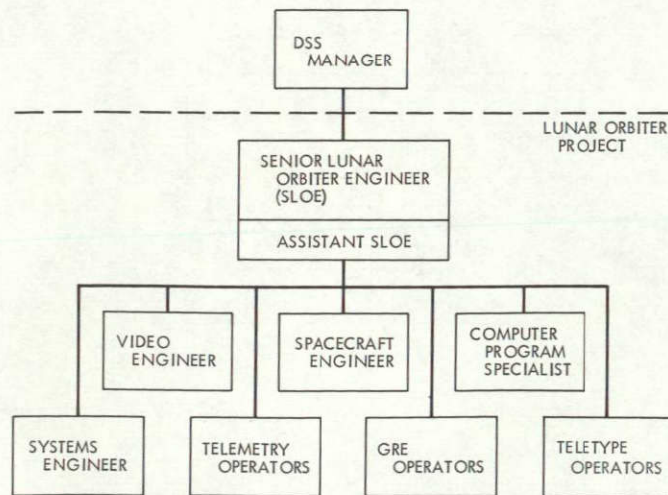 DSS
MANAGER
LUNAR ORBITER
PROJECT
SENIOR LUNAR
ORBITER ENGINEER
(SLOE)
ASSISTANT SLOE
VIDEO
ENGINEER
SPACECRAFT
ENGINEER
COMPUTER
PROGRAM
SPECIALIST
SYSTEMS
ENGINEER
TELEMETRY
OPERATORS
GRE
OPERATORS
TELETYPE
OPERATORS